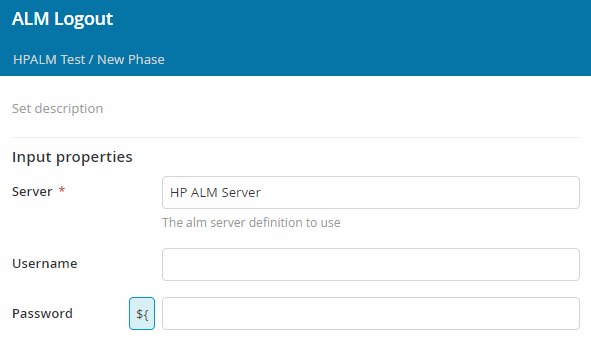 ALM Logout
HPALM Test / New Phase
Set description
Input properties
Server *
HP ALM Server
The alm server definition to use
Username
Password
${